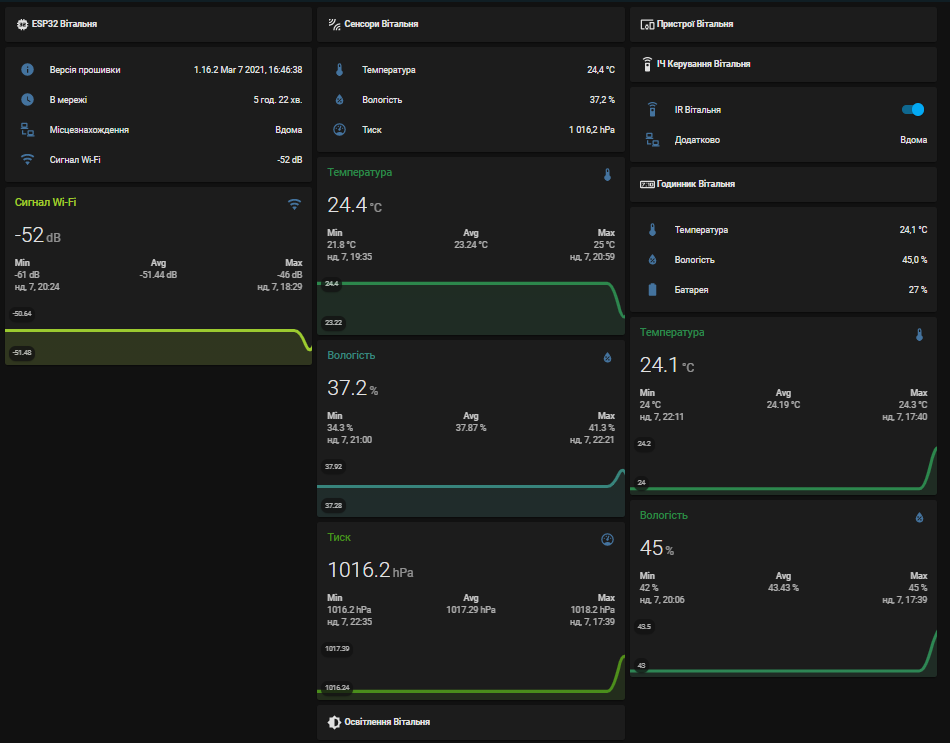 ESP32 Вітальня
Версія прошивки 1.16.2 Mar 7 2021, 16:46:38
В мережі 5 год. 22 хв.
Місцезнахождення Вдома
Сигнал Wi-Fi -52 dB
Сигнал Wi-Fi
-52 dB
Min Avg Max
-61 dB -51.44 dB -46 dB
нд, 7, 20:24 нд, 7, 18:29
-50.64
-51.48
Сенсори Вітальня
Температура 24,4 °C
Вологість 37,2 %
Тиск 1 016,2 hPa
Температура
24.4 °C
Min Avg Max
21.8 °C 23.24 °C 25 °C
нд, 7, 19:35 нд, 7, 20:59
24.4
23.22
Вологість
37.2 %
Min Avg Max
34.3 % 37.87 % 41.3 %
нд, 7, 21:00 нд, 7, 22:21
37.92
37.28
Тиск
1016.2 hPa
Min Avg Max
1016.2 hPa 1017.29 hPa 1018.2 hPa
нд, 7, 22:35 нд, 7, 17:39
1017.39
1016.24
Освітлення Вітальня
Пристрої Вітальня
ІЧ Керування Вітальня
IR Вітальня
Додатково Вдома
Годинник Вітальня
Температура 24,1 °C
Вологість 45,0 %
Батарея 27 %
Температура
24.1 °C
Min Avg Max
24 °C 24.19 °C 24.3 °C
нд, 7, 22:11 нд, 7, 17:40
24.2
24
Вологість
45 %
Min Avg Max
42 % 43.43 % 45 %
нд, 7, 20:06 нд, 7, 17:39
43.5
43